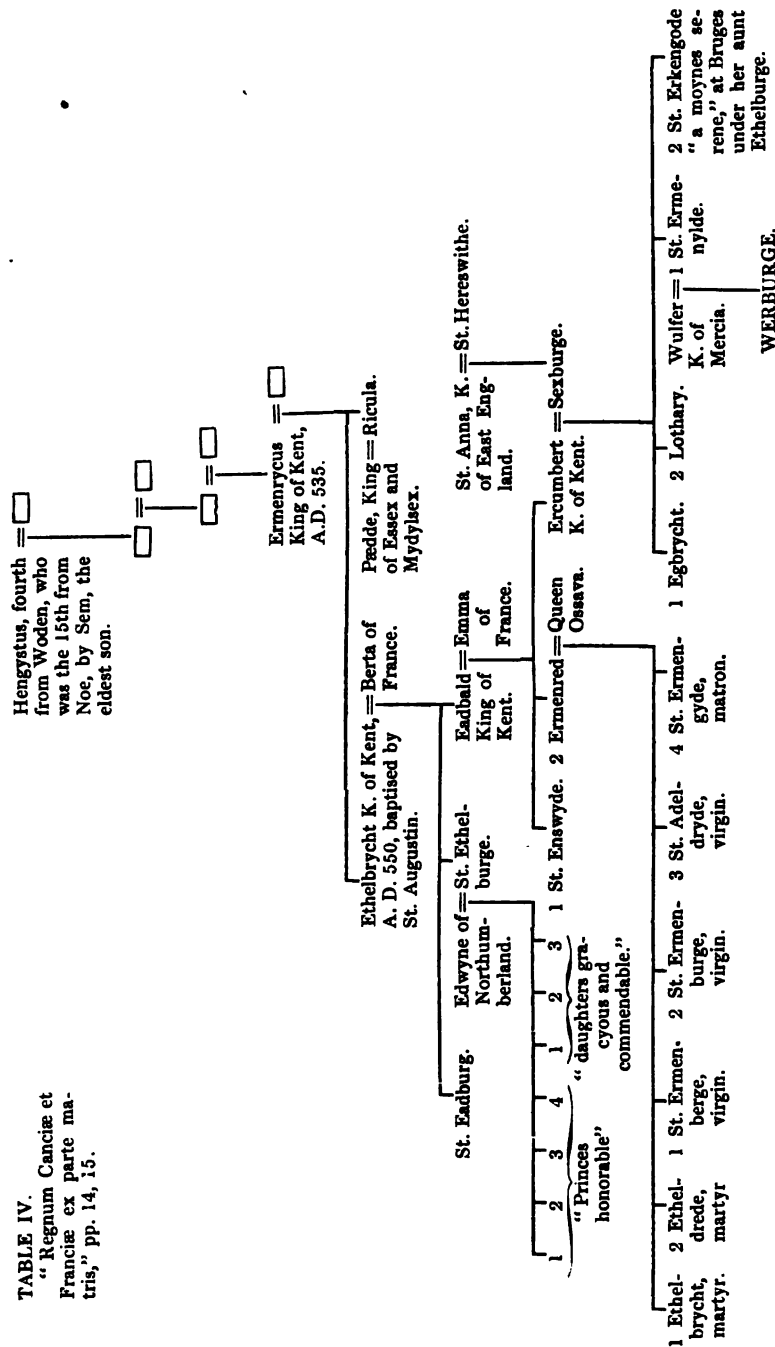 TABLE IV.
“ Regnum Canciæ et
Franciæ ex parte ma-
tris,” pp. 14, 15.
Hengystus, fourth =
from Woden, who
was the 15th from
Noe, by Sem, the
eldest son.
=
=
Ermenrycus =
King of Kent,
A.D. 535.
Ethelbrycht K. of Kent, = Berta of
A. D. 550, baptised by France.
St. Augustin.
Pædde, King = Ricula.
of Essex and
Mydylsex.
St. Eadburg.
Edwyne of = St. Ethel-
Northum- burge.
berland.
Eadbald = Emma
King of of
Kent. France.
St. Anna, K. = St. Hereswithe.
of East Eng-
land.
1 2 3 4 1 2 3
“ Princes
honorable”
“ daughters gra-
cyous and
commendable.”
1 St. Enswyde. 2 Ermenred = Queen
Ossava.
Ercumbert = Sexburge.
K. of Kent.
1 Ethel-
brycht,
martyr.
2 Ethel-
drede,
martyr
1 St. Ermen-
berge,
virgin.
2 St. Ermen-
burge,
virgin.
3 St. Adel-
dryde,
virgin.
4 St. Ermen-
gyde,
matron.
1 Egbrycht. 2 Lothary.
Wulfer = 1 St. Erme-
K. of nylde.
Mercia.
2 St. Erkengode
“ a moynes se-
rene,” at Bruges
under her aunt
Ethelburge.
WERBURGE.